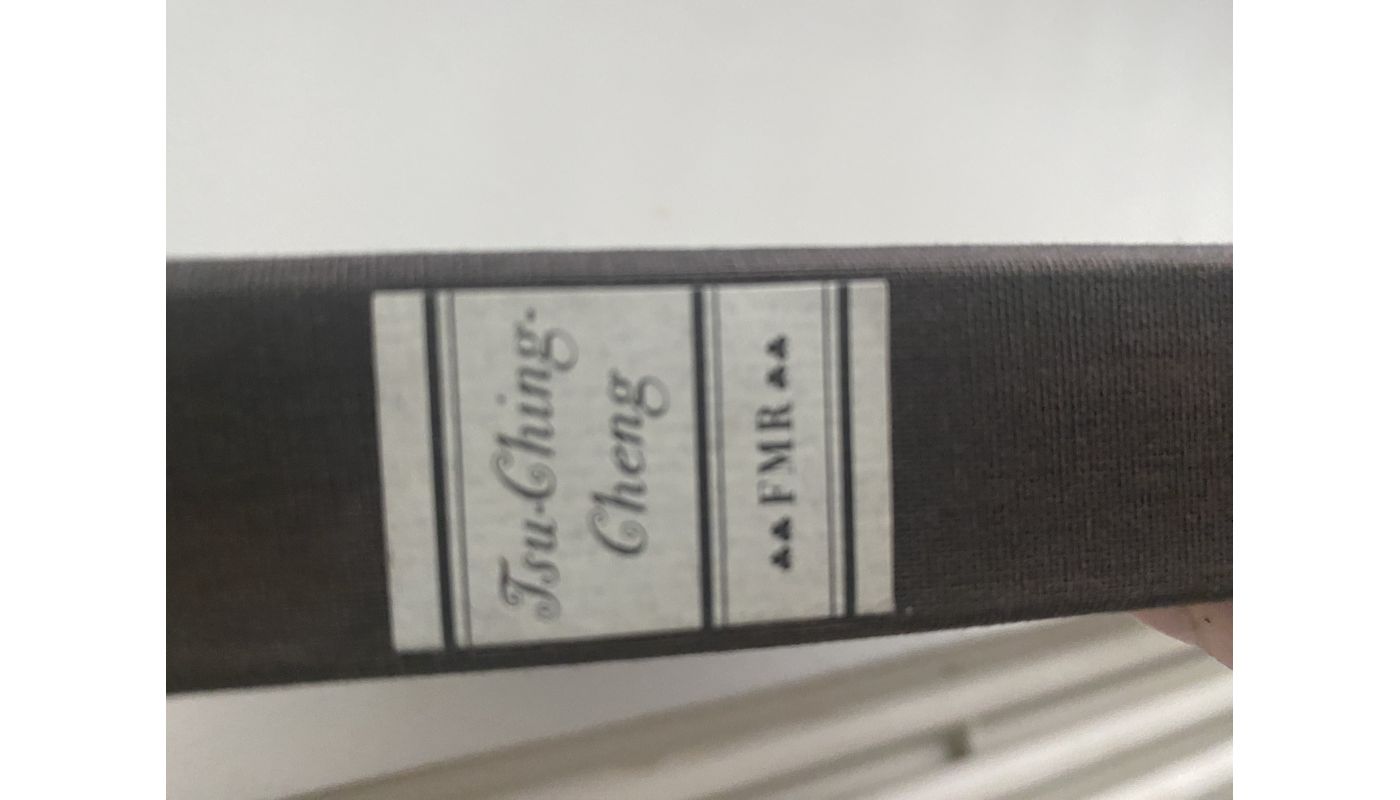 Tsu-Ching-
Cheng
♣♣FMR♣♣